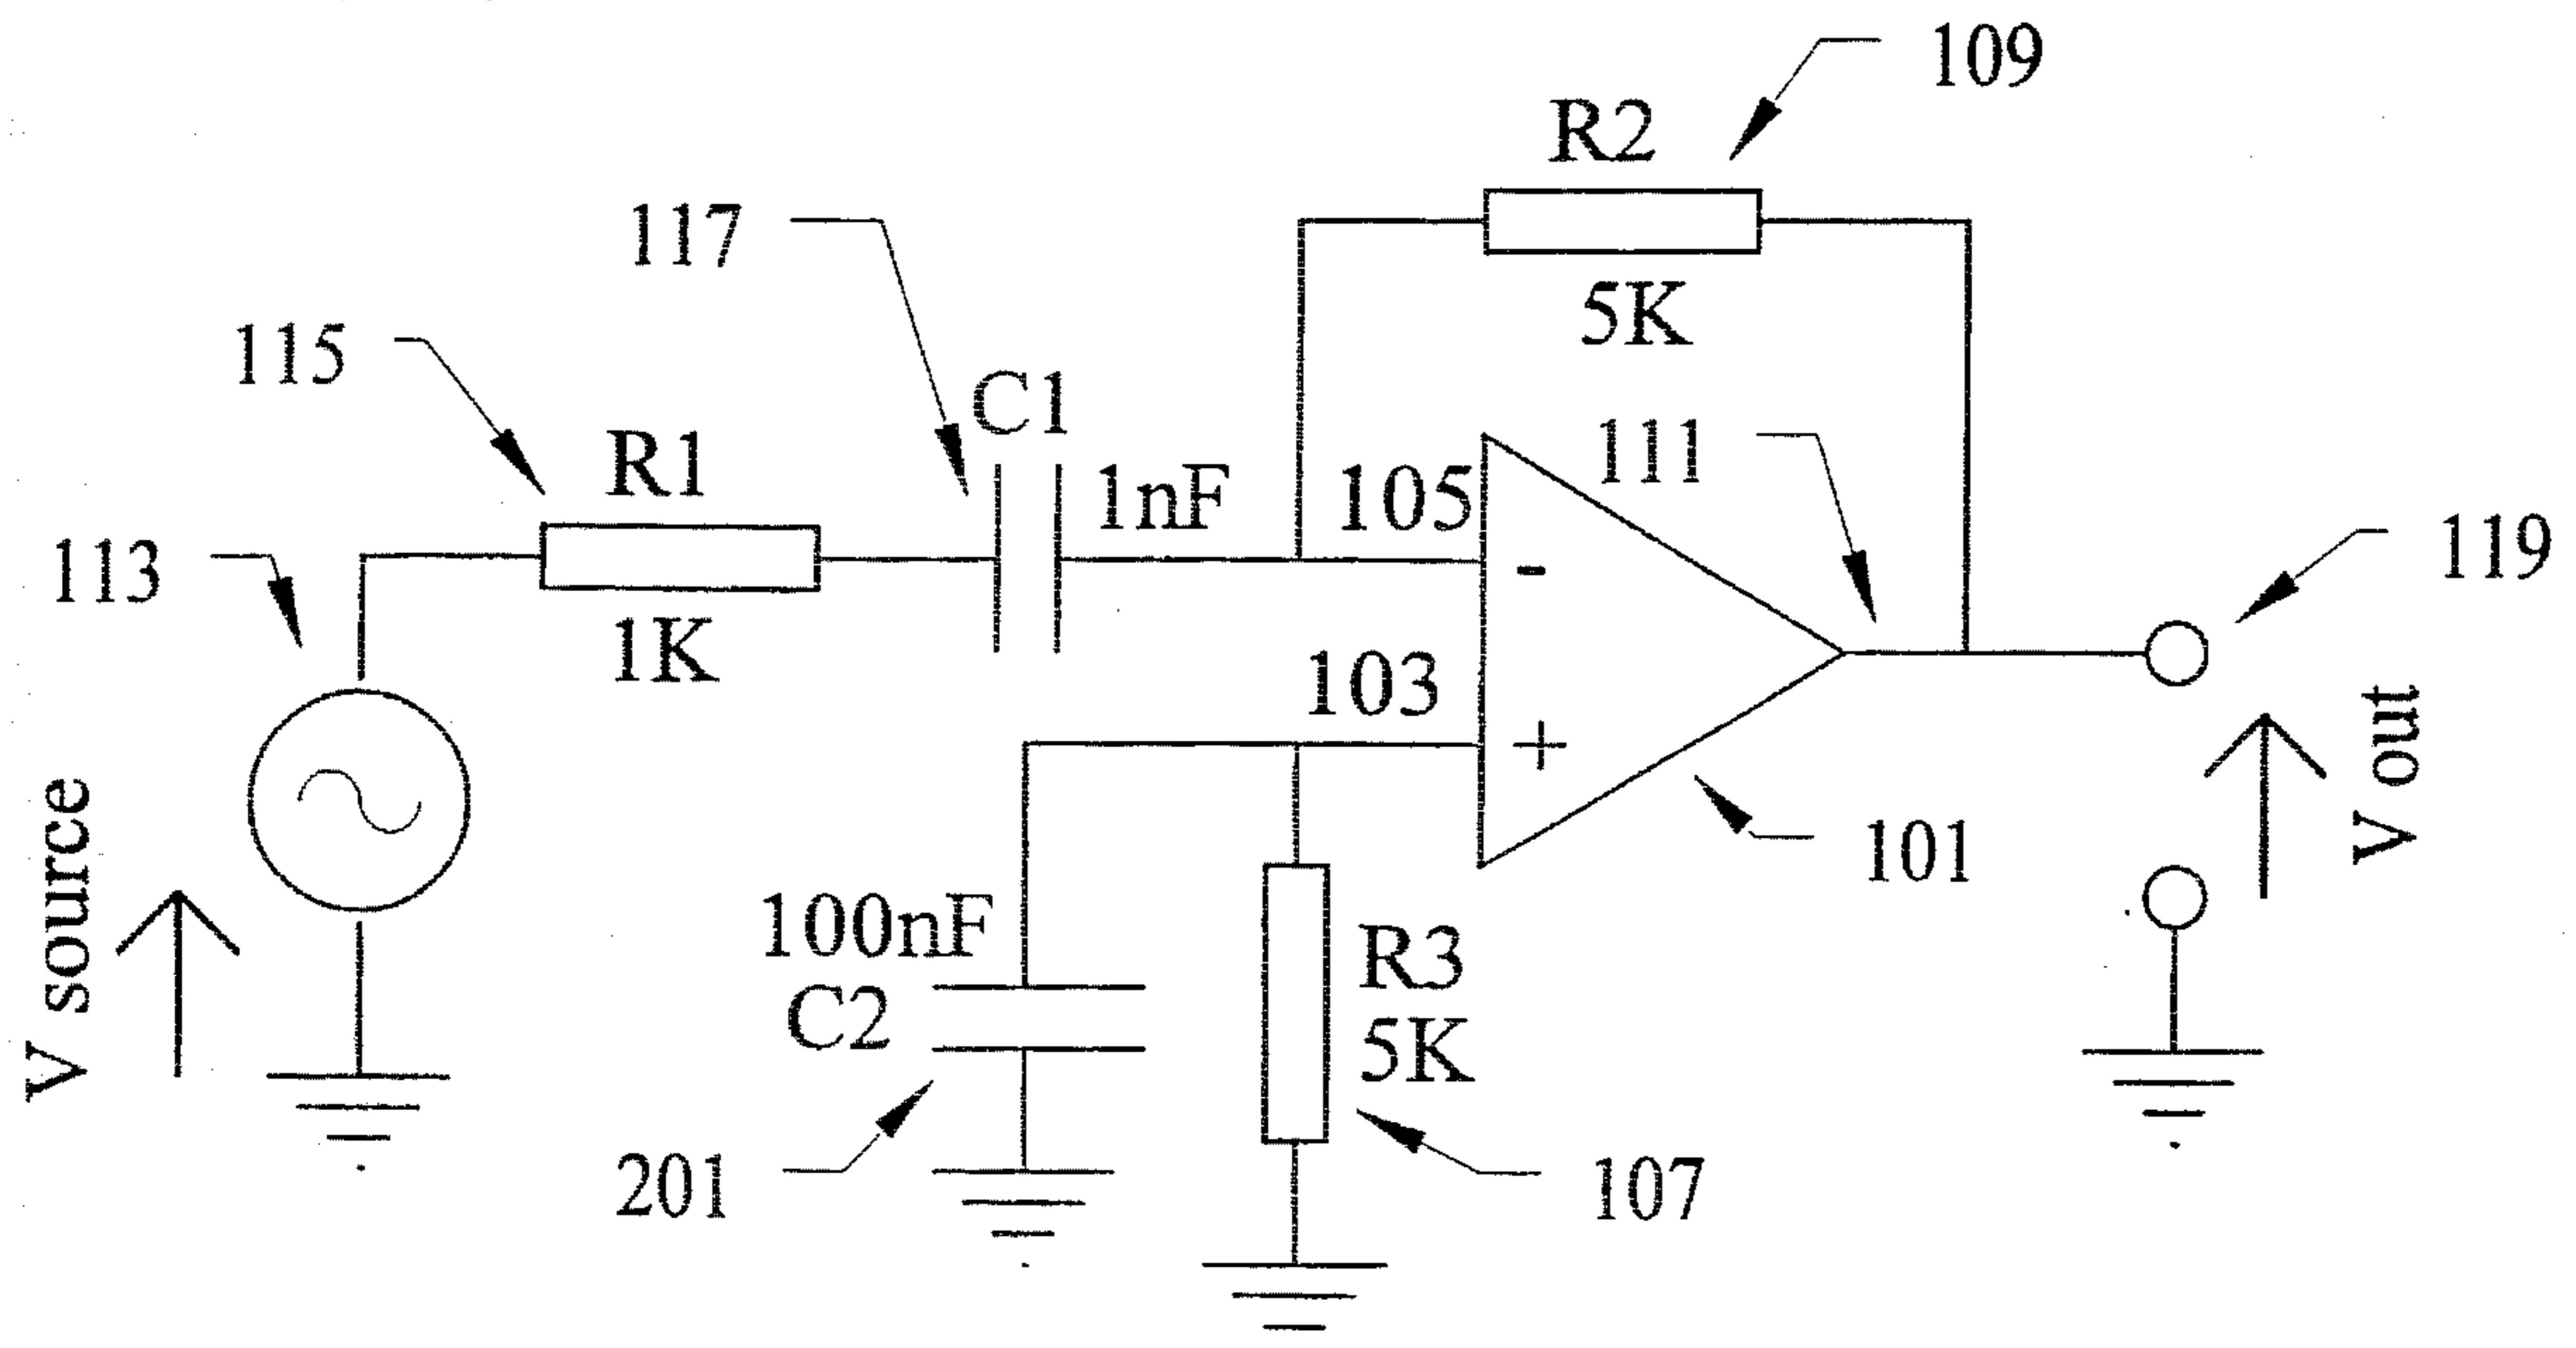 109
R2
117
5K
115
C1
111
R1
1nF
105
-
119
113
1K
103
+
V source
V out
101
100nF
C2
R3
5K
201
107